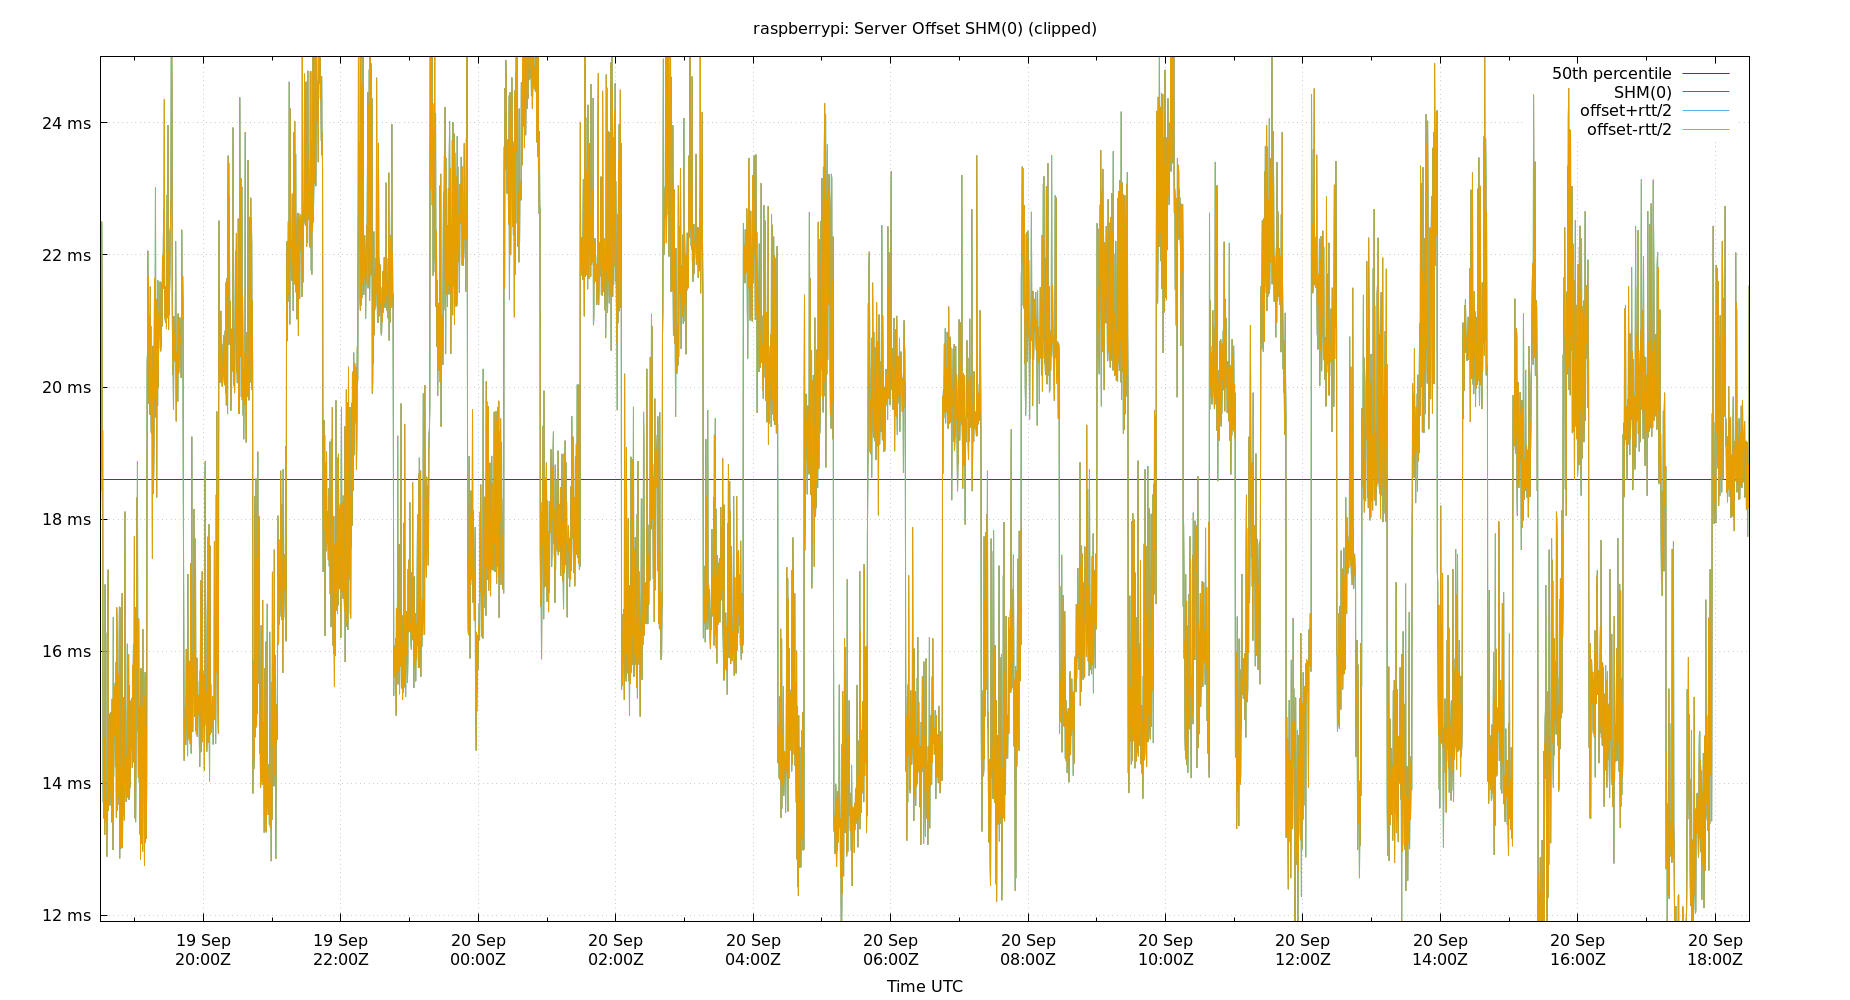 raspberrypi: Server Offset SHM(0) (clipped)
50th percentile
SHM(0)
offset+rtt/2
offset-rtt/2
24 ms
22 ms
20 ms
18 ms
16 ms
14 ms
12 ms
19 Sep 19 Sep 20 Sep 20 Sep 20 Sep 20 Sep 20 Sep 20 Sep 20 Sep 20 Sep 20 Sep 20 Sep
20:00Z 22:00Z 00:00Z 02:00Z 04:00Z 06:00Z 08:00Z 10:00Z 12:00Z 14:00Z 16:00Z 18:00Z
Time UTC